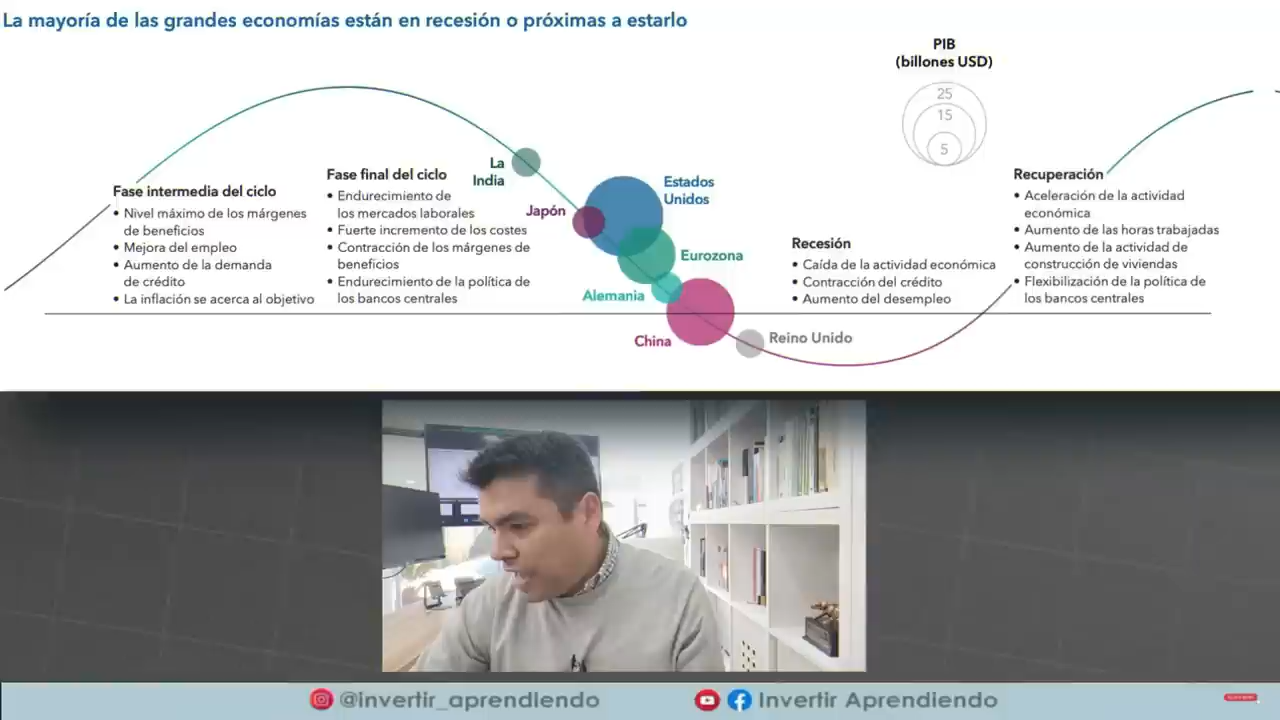 La mayoría de las grandes economías están en recesión o próximas a estarlo
PIB
(billones USD)
25
15
5
Fase intermedia del ciclo
• Nivel máximo de los márgenes
de beneficios
• Mejora del empleo
• Aumento de la demanda
de crédito
• La inflación se acerca al objetivo
Fase final del ciclo
• Endurecimiento de
los mercados laborales
• Fuerte incremento de los costes
• Contracción de los márgenes de
beneficios
• Endurecimiento de la política de
los bancos centrales
La
India
Japón
Estados
Unidos
Eurozona
Alemania
China
Reino Unido
Recesión
• Caída de la actividad económica
• Contracción del crédito
• Aumento del desempleo
Recuperación
• Aceleración de la actividad
económica
• Aumento de las horas trabajadas
• Aumento de la actividad de
construcción de viviendas
• Flexibilización de la política de
los bancos centrales
@invertir_aprendiendo
Invertir Aprendiendo